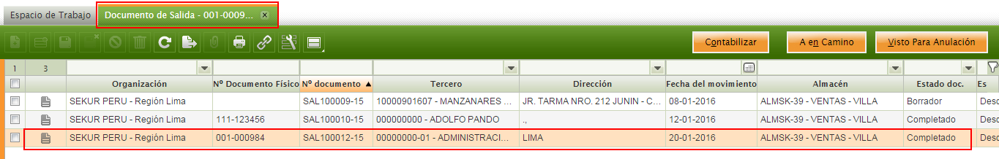 Espacio de Trabajo
Documento de Salida - 001-0009... x
Contabilizar
A en Camino
Visto Para Anulación
1 3
Organización Nº Documento Físico Nº documento Tercero Dirección Fecha del movimiento Almacén Estado doc. Es
SEKUR PERU - Región Lima SAL100009-15 10000901607 - MANZANARES ... JR. TARMA NRO. 212 JUNIN - C... 08-01-2016 ALMSK-39 - VENTAS - VILLA Borrador Desc
SEKUR PERU - Región Lima 111-123456 SAL100010-15 000000000 - ADOLFO PANDO ., 12-01-2016 ALMSK-39 - VENTAS - VILLA Completado Desc
SEKUR PERU - Región Lima 001-000984 SAL100012-15 00000000-01 - ADMINISTRACI... LIMA 20-01-2016 ALMSK-39 - VENTAS - VILLA Completado Desc